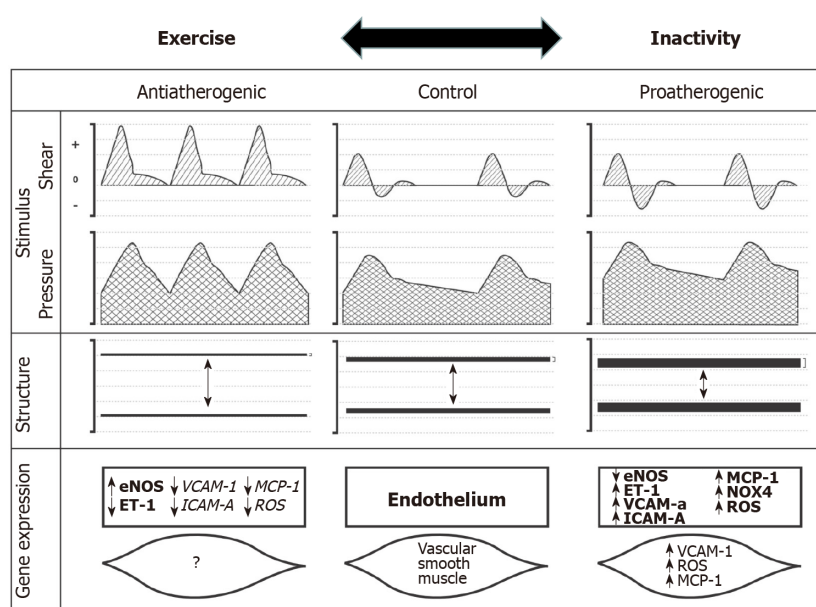 Exercise Inactivity
Antiatherogenic Control Proatherogenic
Stimulus
Shear
+
0
-
Pressure
Structure
Gene expression
↑ eNOS ↓ VCAM-1 ↓ MCP-1
↓ ET-1 ↓ ICAM-A ↓ ROS
Endothelium
↓ eNOS ↑ MCP-1
↑ ET-1 ↑ NOX4
↑ VCAM-a ↑ ROS
↑ ICAM-A
?
Vascular
smooth
muscle
↑ VCAM-1
↑ ROS
↑ MCP-1